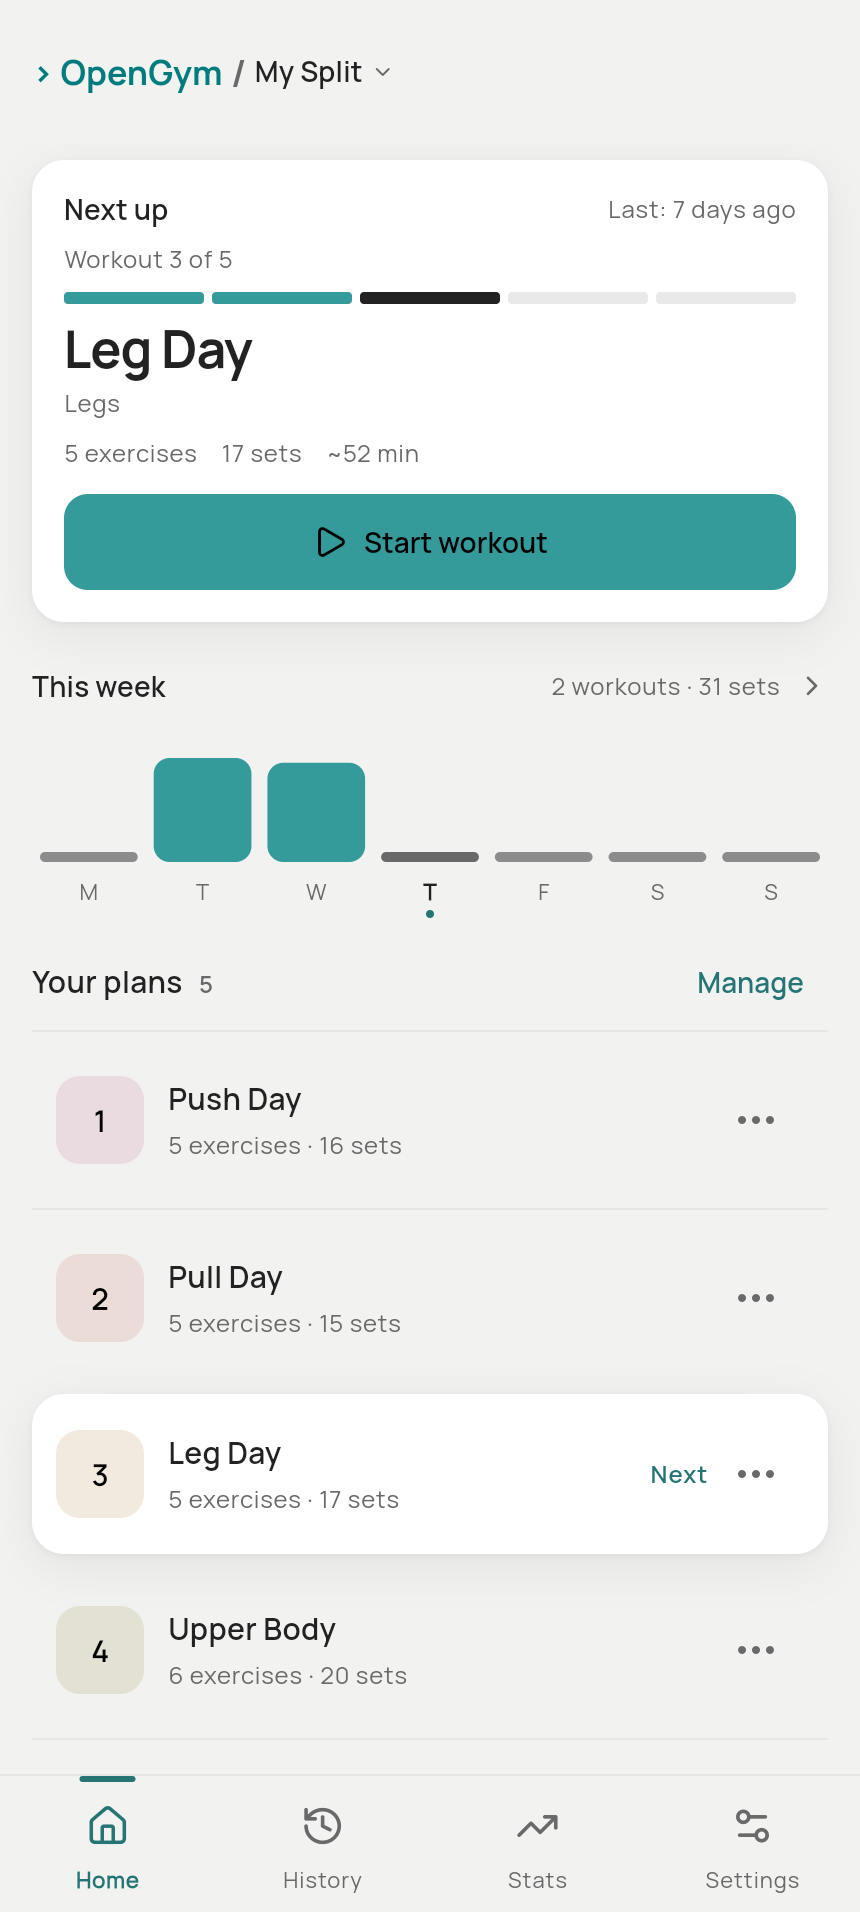 OpenGym / My Split
Next up
Last: 7 days ago
Workout 3 of 5
Leg Day
Legs
5 exercises 17 sets ~52 min
Start workout
This week
2 workouts · 31 sets
M T W T F S S
Your plans 5
Manage
1
Push Day
5 exercises · 16 sets
2
Pull Day
5 exercises · 15 sets
3
Leg Day
5 exercises · 17 sets
Next
4
Upper Body
6 exercises · 20 sets
Home History Stats Settings